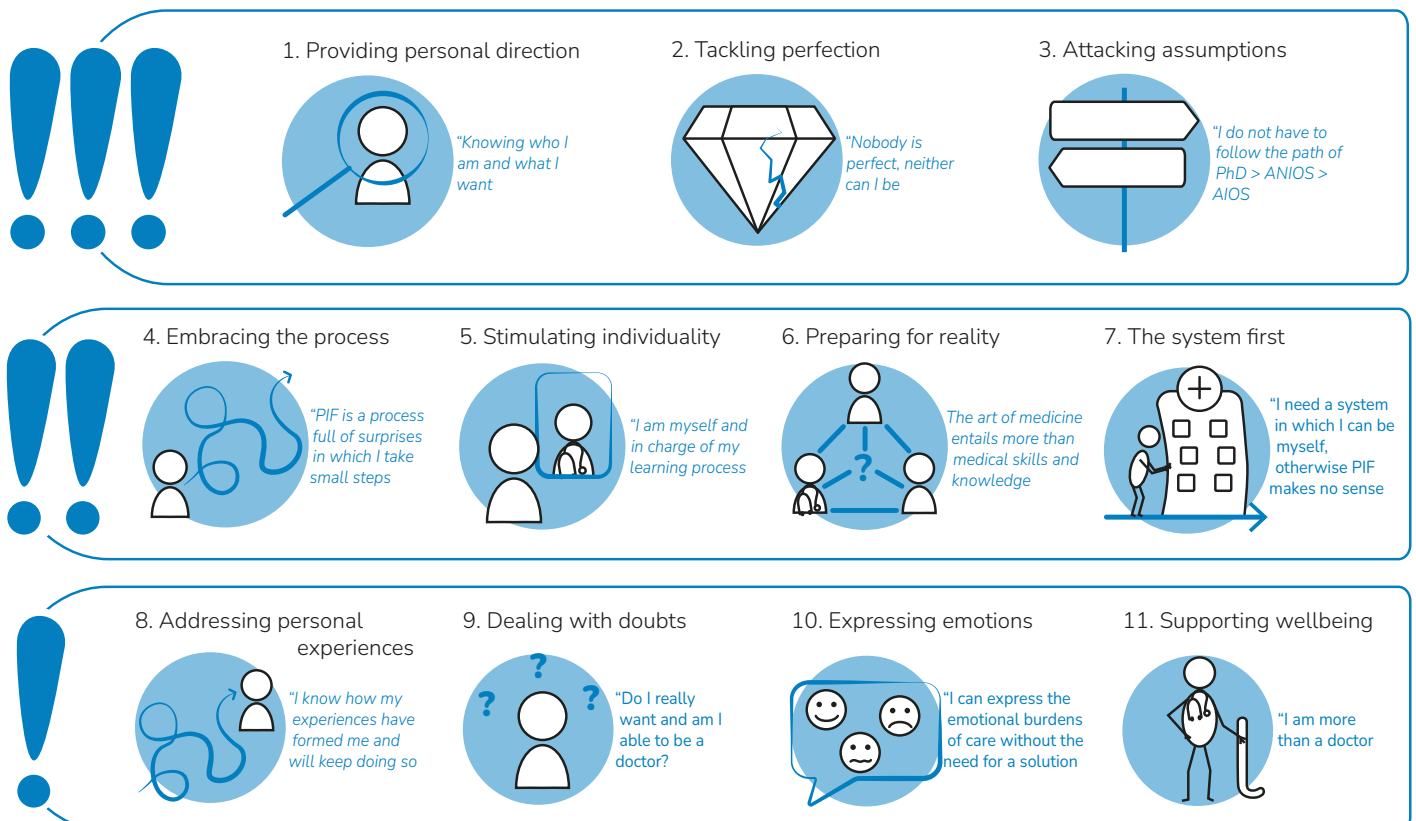 1. Providing personal direction
“Knowing who I
am and what I
want
2. Tackling perfection
“Nobody is
perfect, neither
can I be
3. Attacking assumptions
“I do not have to
follow the path of
PhD > ANIOS >
AIOS
4. Embracing the process
“PIF is a process
full of surprises
in which I take
small steps
5. Stimulating individuality
“I am myself and
in charge of my
learning process
6. Preparing for reality
The art of medicine
entails more than
medical skills and
knowledge
?
7. The system first
“I need a system
in which I can be
myself,
otherwise PIF
makes no sense
8. Addressing personal
experiences
“I know how my
experiences have
formed me and
will keep doing so
9. Dealing with doubts
? ? ?
“Do I really
want and am I
able to be a
doctor?
10. Expressing emotions
“I can express the
emotional burdens
of care without the
need for a solution
11. Supporting wellbeing
“I am more
than a doctor